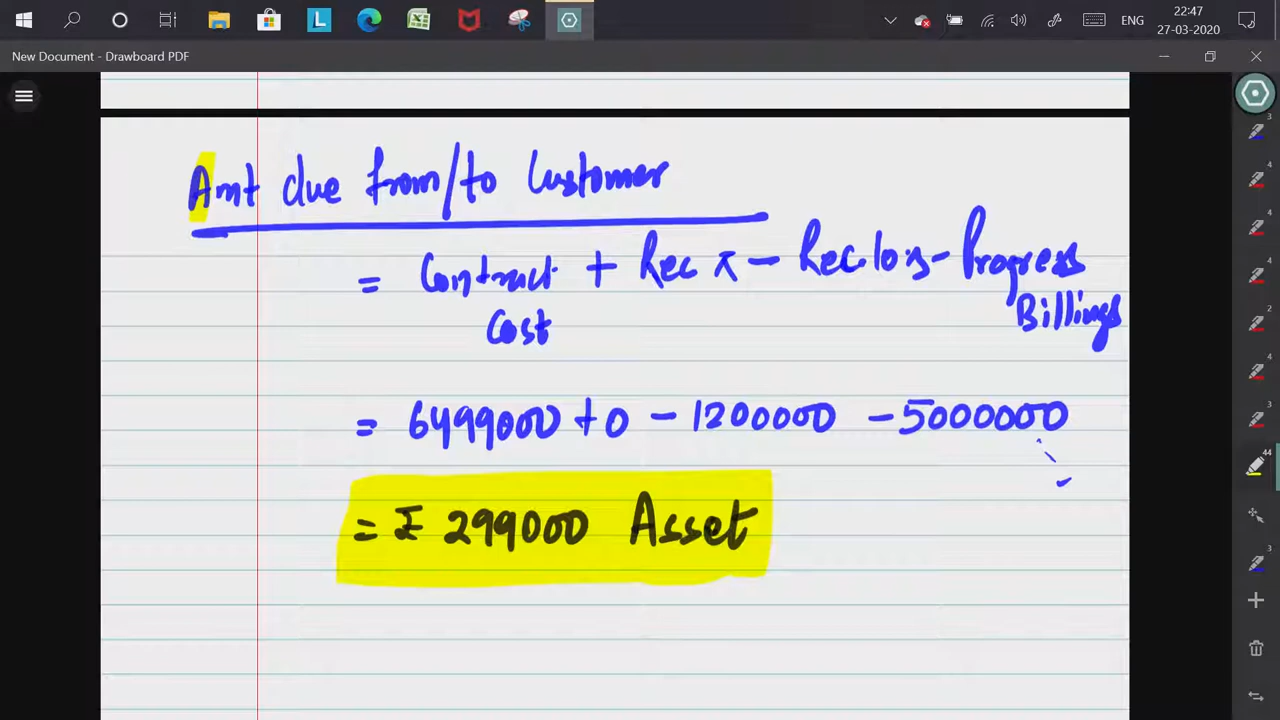 ENG
22:47
27-03-2020
New Document - Drawboard PDF
Amt due from/to Customer
= Contract + Rec π - Rec. loss - Progress
Cost Billings
= 6499000 + 0 - 1200000 - 5000000
= ₹ 299000 Asset